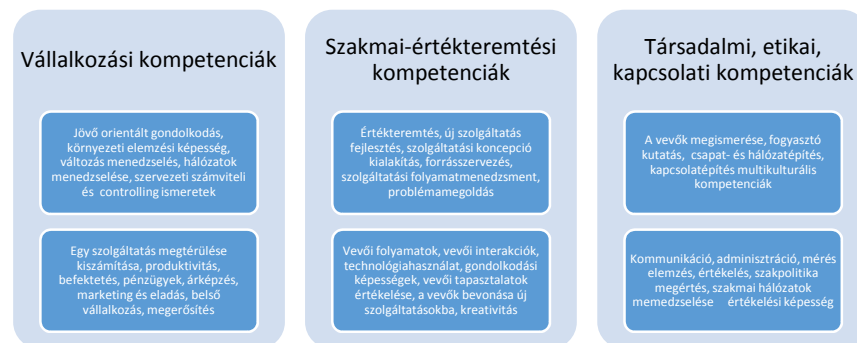 Vállalkozási kompetenciák
Jövő orientált gondolkodás,
környezeti elemzési képesség,
változás menedzselés, hálózatok
menedzselése, szervezeti számviteli
és controlling ismeretek
Egy szolgáltatás megtérülése
kiszámítása, produktivitás,
befektetés, pénzügyek, árképzés,
marketing és eladás, belső
vállalkozás, megerősítés
Szakmai-értékteremtési
kompetenciák
Értékteremtés, új szolgáltatás
fejlesztés, szolgáltatási koncepció
kialakítás, forrásszervezés,
szolgáltatási folyamatmenedzsment,
problémamegoldás
Vevői folyamatok, vevői interakciók,
technológiahasználat, gondolkodási
képességek, vevői tapasztalatok
értékelése, a vevők bevonása új
szolgáltatásokba, kreativitás
Társadalmi, etikai,
kapcsolati kompetenciák
A vevők megismerése, fogyasztó
kutatás, csapat- és hálózatépítés,
kapcsolatépítés multikulturális
kompetenciák
Kommunikáció, adminisztráció, mérés
elemzés, értékelés, szakpolitika
megértés, szakmai hálózatok
memedzselése értékelési képesség